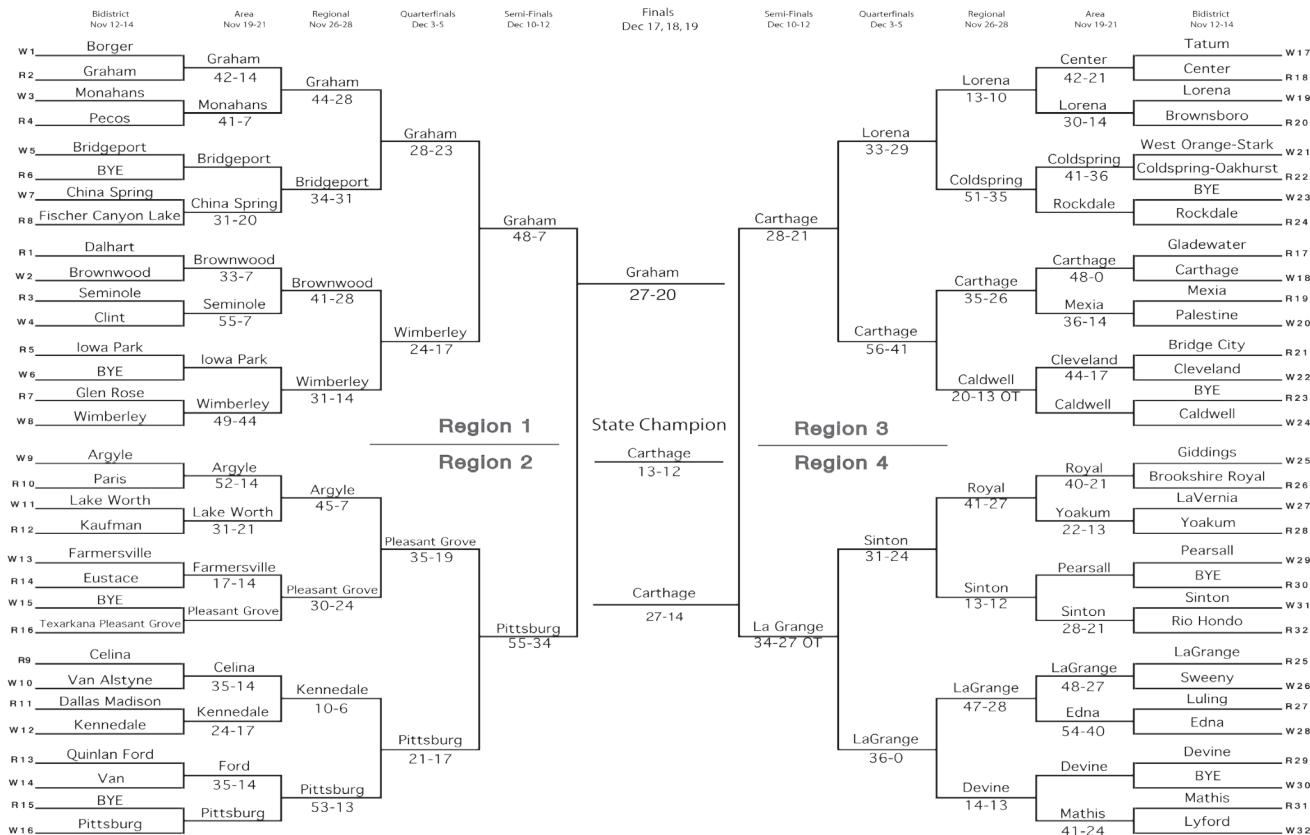 Bidistrict
Nov 12-14
Area
Nov 19-21
Regional
Nov 26-28
Quarterfinals
Dec 3-5
Semi-Finals
Dec 10-12
Finals
Dec 17, 18, 19
Semi-Finals
Dec 10-12
Quarterfinals
Dec 3-5
Regional
Nov 26-28
Area
Nov 19-21
Bidistrict
Nov 12-14
W1 Borger
R2 Graham
W3 Monahans
R4 Pecos
W5 Bridgeport
R6 BYE
W7 China Spring
R8 Fischer Canyon Lake
R1 Dalhart
W2 Brownwood
R3 Seminole
W4 Clint
R5 Iowa Park
W6 BYE
R7 Glen Rose
W8 Wimberley
W9 Argyle
R10 Paris
W11 Lake Worth
R12 Kaufman
W13 Farmersville
R14 Eustace
W15 BYE
R16 Texarkana Pleasant Grove
R9 Celina
W10 Van Alstyne
R11 Dallas Madison
W12 Kennedale
R13 Quinlan Ford
W14 Van
R15 BYE
W16 Pittsburg
Graham
42-14
Monahans
41-7
Bridgeport
China Spring
31-20
Brownwood
33-7
Seminole
55-7
Iowa Park
Wimberley
49-44
Argyle
52-14
Lake Worth
31-21
Farmersville
17-14
Pleasant Grove
Celina
35-14
Kennedale
24-17
Ford
35-14
Pittsburg
Graham
44-28
Bridgeport
34-31
Brownwood
41-28
Wimberley
31-14
Argyle
45-7
Pleasant Grove
30-24
Kennedale
10-6
Pittsburg
53-13
Graham
28-23
Wimberley
24-17
Pleasant Grove
35-19
Pittsburg
21-17
Graham
48-7
Pittsburg
55-34
Region 1
Region 2
Graham
27-20
State Champion
Carthage
13-12
Carthage
27-14
Region 3
Region 4
Carthage
28-21
La Grange
34-27 OT
Lorena
33-29
Carthage
56-41
Sinton
31-24
LaGrange
36-0
Lorena
13-10
Coldspring
51-35
Carthage
35-26
Caldwell
20-13 OT
Royal
41-27
Sinton
13-12
LaGrange
47-28
Devine
14-13
Center
42-21
Lorena
30-14
Coldspring
41-36
Rockdale
Carthage
48-0
Mexia
36-14
Cleveland
44-17
Caldwell
Royal
40-21
Yoakum
22-13
Pearsall
Sinton
28-21
LaGrange
48-27
Edna
54-40
Devine
Mathis
41-24
Tatum W17
Center R18
Lorena W19
Brownsboro R20
West Orange-Stark W21
Coldspring-Oakhurst R22
BYE W23
Rockdale R24
Gladewater R17
Carthage W18
Mexia R19
Palestine W20
Bridge City R21
Cleveland W22
BYE R23
Caldwell W24
Giddings W25
Brookshire Royal R26
LaVernia W27
Yoakum R28
Pearsall W29
BYE R30
Sinton W31
Rio Hondo R32
LaGrange R25
Sweeny W26
Luling R27
Edna W28
Devine R29
BYE W30
Mathis R31
Lyford W32